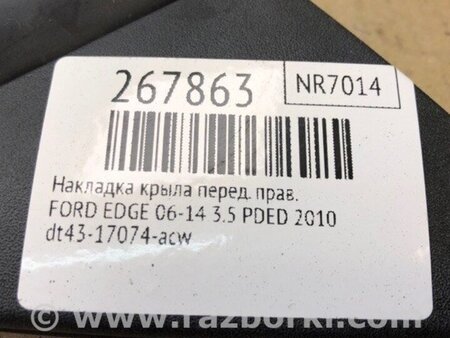 267863
NR7014
Накладка крыла перед. прав.
FORD EDGE 06-14 3.5 PDED 2010
dt43-17074-acw
© www.razborki.com